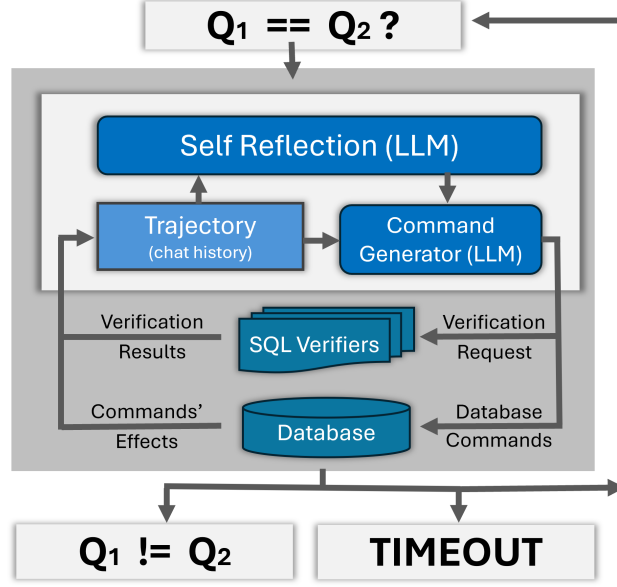 Q₁ == Q₂ ?
Self Reflection (LLM)
Trajectory
(chat history)
Command
Generator (LLM)
Verification
Results
SQL Verifiers
Verification
Request
Commands’
Effects
Database
Database
Commands
Q₁ != Q₂
TIMEOUT